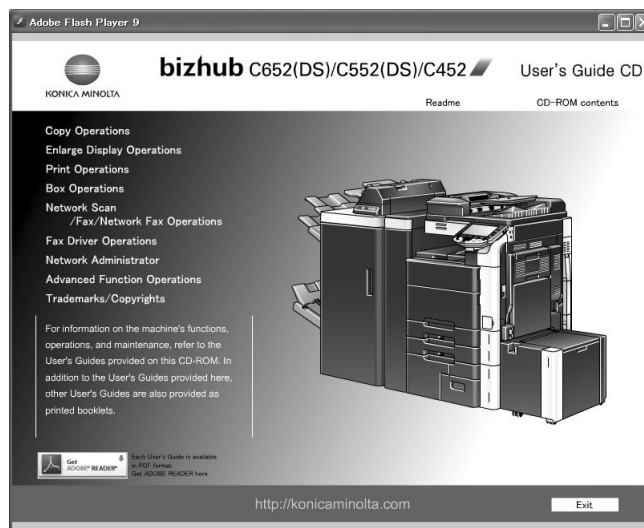 Adobe Flash Player 9
KONICA MINOLTA
bizhub C652(DS)/C552(DS)/C452
User's Guide CD
Readme
CD-ROM contents
Copy Operations
Enlarge Display Operations
Print Operations
Box Operations
Network Scan
/Fax/Network Fax Operations
Fax Driver Operations
Network Administrator
Advanced Function Operations
Trademarks/Copyrights
For information on the machine's functions,
operations, and maintenance, refer to the
User's Guides provided on this CD-ROM. In
addition to the User's Guides provided here,
other User's Guides are also provided as
printed booklets.
Get
ADOBE® READER®
Each User's Guide is available
in PDF format.
Get ADOBE READER here.
http://konicaminolta.com
Exit